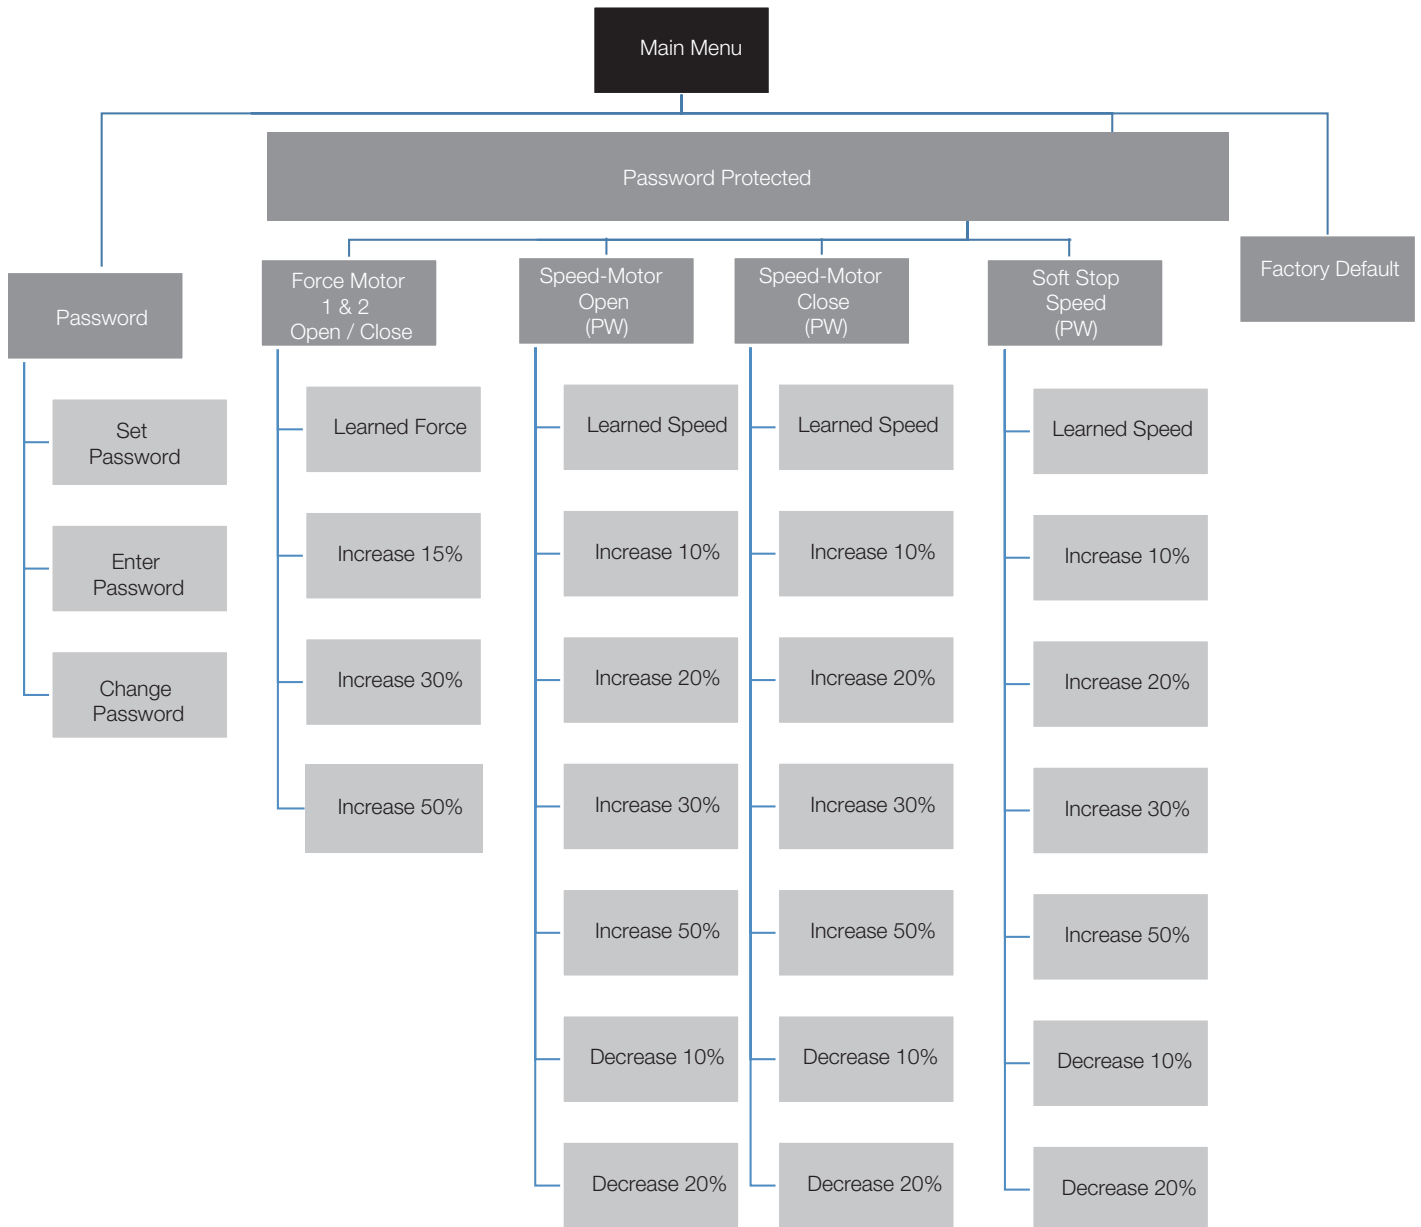 Main Menu
Password Protected
Password
Set
Password
Enter
Password
Change
Password
Force Motor
1 & 2
Open / Close
Learned Force
Increase 15%
Increase 30%
Increase 50%
Speed-Motor
Open
(PW)
Learned Speed
Increase 10%
Increase 20%
Increase 30%
Increase 50%
Decrease 10%
Decrease 20%
Speed-Motor
Close
(PW)
Learned Speed
Increase 10%
Increase 20%
Increase 30%
Increase 50%
Decrease 10%
Decrease 20%
Soft Stop
Speed
(PW)
Learned Speed
Increase 10%
Increase 20%
Increase 30%
Increase 50%
Decrease 10%
Decrease 20%
Factory Default